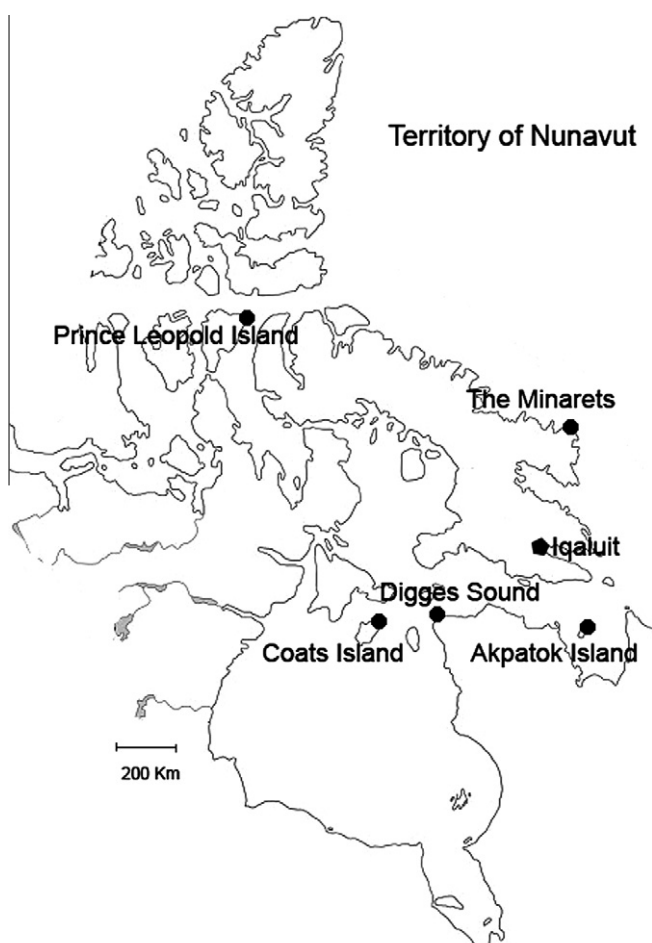 Territory of Nunavut
Prince Leopold Island
The Minarets
Iqaluit
Digges Sound
Coats Island
Akpatok Island
200 Km